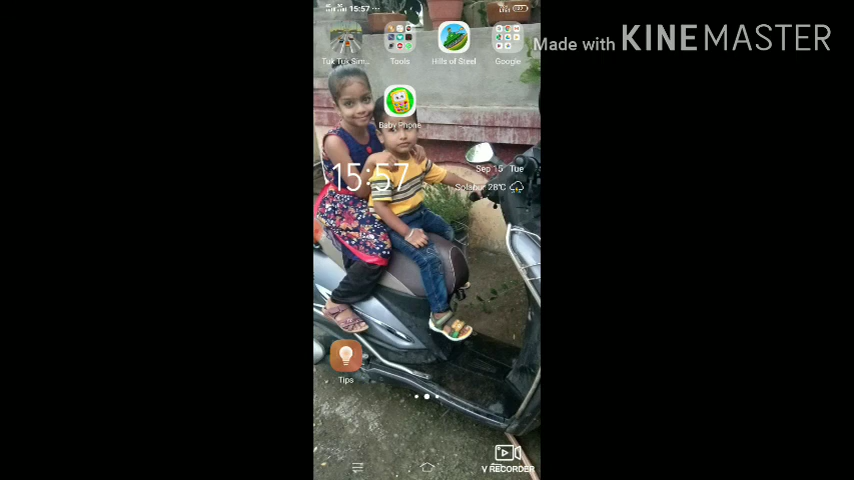 15:57
Made with KINEMASTER
Tuk Tuk Sim...
Tools
Hills of Steel
Google
Baby Phone
15:57
Sep 15 Tue
Solapur 28°C
Tips
V RECORDER